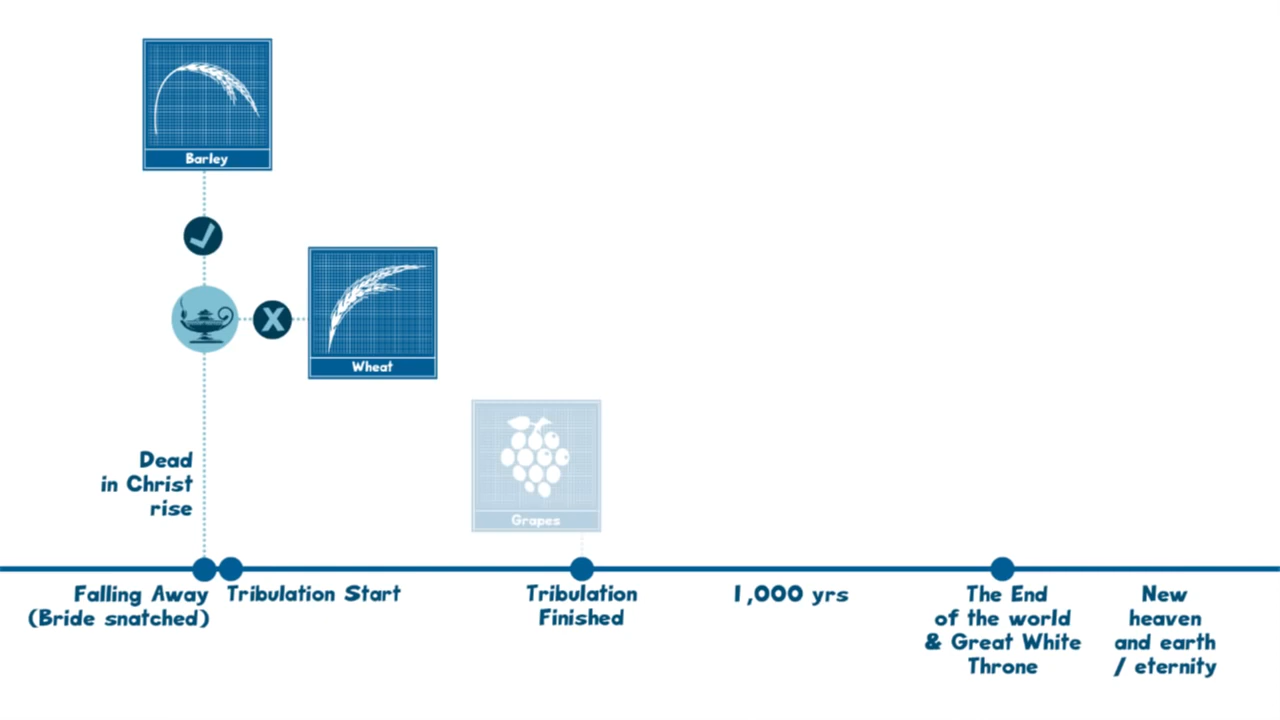 Barley
X
Wheat
Grapes
Dead
in Christ
rise
Falling Away
(Bride snatched)
Tribulation Start
Tribulation
Finished
1,000 yrs
The End
of the world
& Great White
Throne
New
heaven
and earth
/ eternity